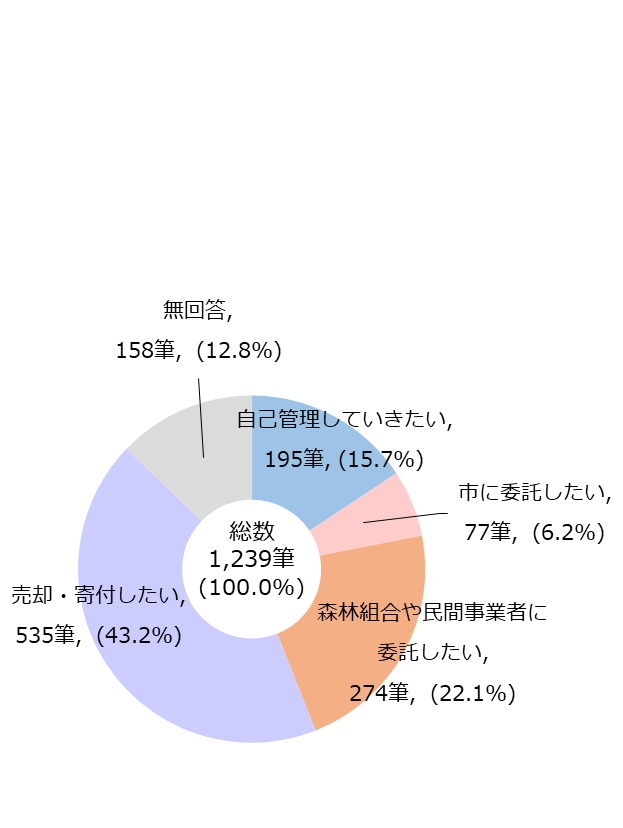 無回答,
158筆,  (12.8%)
自己管理していきたい,
195筆, (15.7%)
市に委託したい,
77筆,  (6.2%)
総数
1,239筆
(100.0%)
売却・寄付したい,
535筆,  (43.2%)
森林組合や民間事業者に
委託したい,
274筆,  (22.1%)